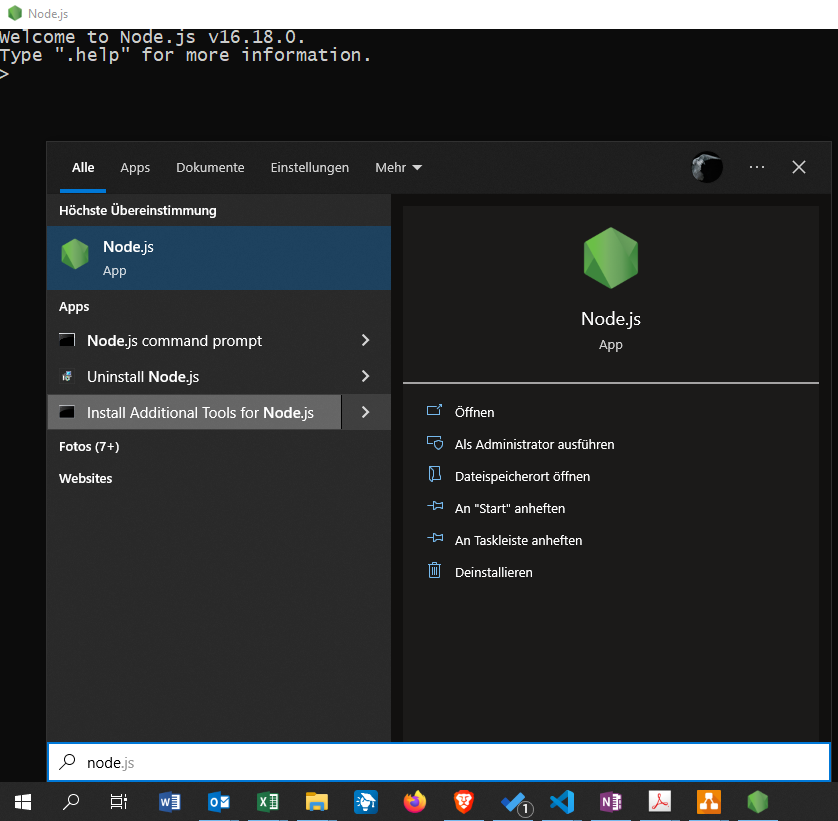 Node.js
Welcome to Node.js v16.18.0.
Type ".help" for more information.
>
Alle Apps Dokumente Einstellungen Mehr
Höchste Übereinstimmung
Node.js
App
Apps
Node.js command prompt
Uninstall Node.js
Install Additional Tools for Node.js
Fotos (7+)
Websites
Node.js
App
Öffnen
Als Administrator ausführen
Dateispeicherort öffnen
An "Start" anheften
An Taskleiste anheften
Deinstallieren
node.js
1